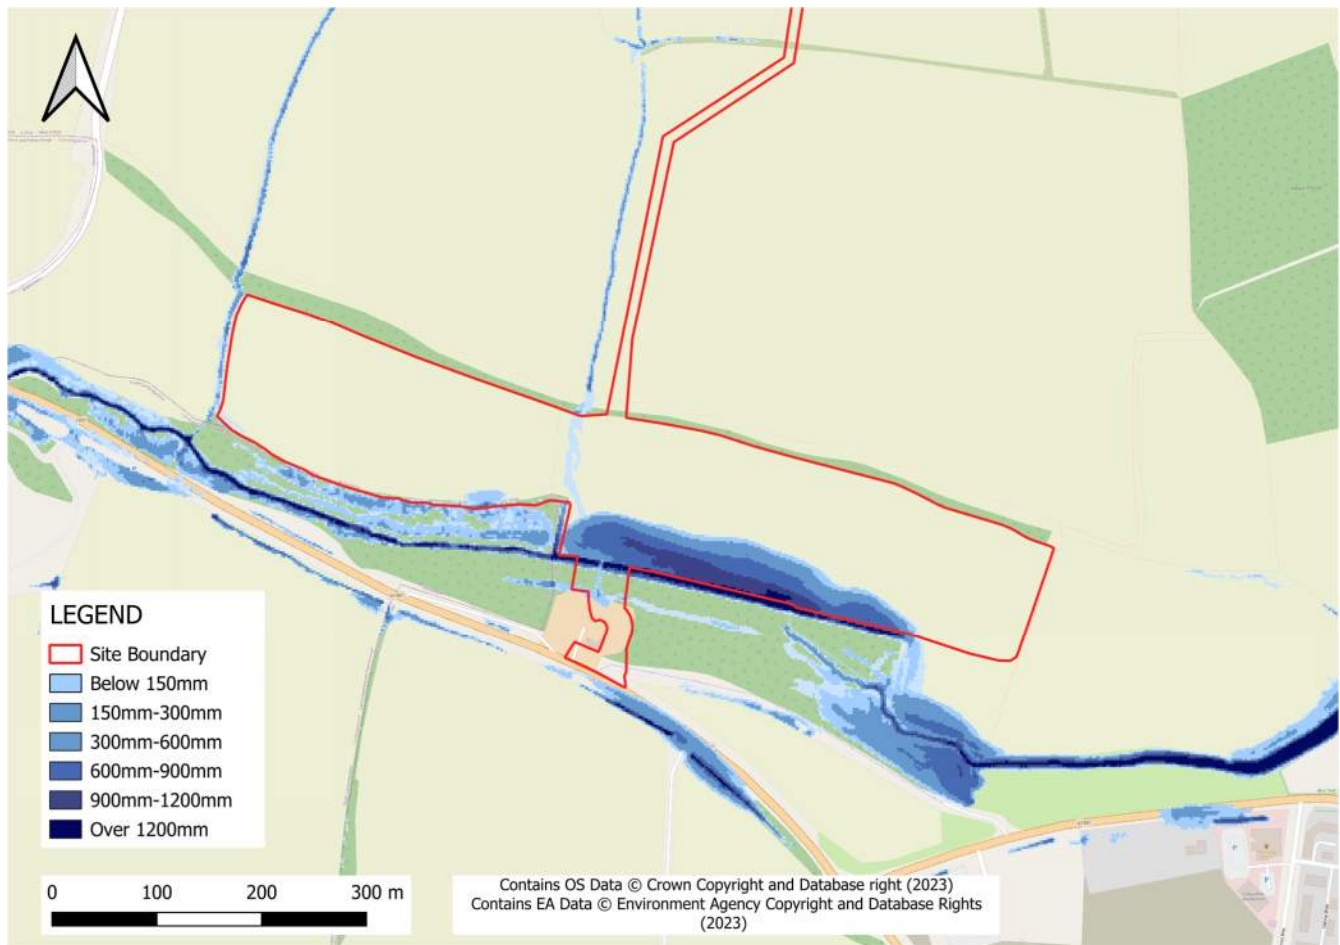 LEGEND
Site Boundary
Below 150mm
150mm-300mm
300mm-600mm
600mm-900mm
900mm-1200mm
Over 1200mm
0 100 200 300 m
Contains OS Data © Crown Copyright and Database right (2023)
Contains EA Data © Environment Agency Copyright and Database Rights
(2023)